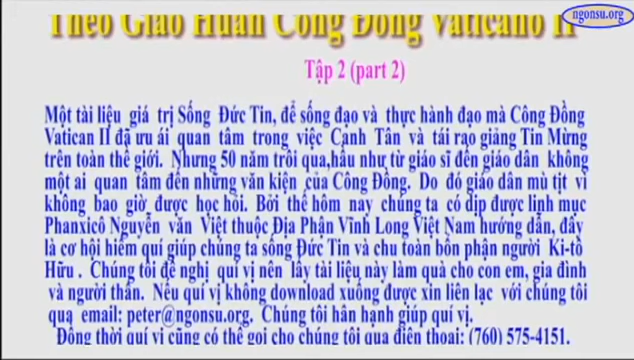 ngonsu.org
Theo Giáo Huấn Công Đồng Vaticano II
Tập 2 (part 2)
Một tài liệu giá trị Sống Đức Tin, để sống đạo và thực hành đạo mà Công Đồng
Vatican II đã ưu ái quan tâm trong việc Canh Tân và tái rao giảng Tin Mừng
trên toàn thế giới. Nhưng 50 năm trôi qua,hầu như từ giáo sĩ đến giáo dân không
một ai quan tâm đến những văn kiện của Công Đồng. Do đó giáo dân mù tịt vì
không bao giờ được học hỏi. Bởi thế hôm nay chúng ta có dịp được linh mục
Phanxicô Nguyễn văn Việt thuộc Địa Phận Vĩnh Long Việt Nam hướng dẫn, đây
là cơ hội hiếm quí giúp chúng ta sống Đức Tin và chu toàn bổn phận người Ki-tô
Hữu . Chúng tôi đề nghị quí vị nên lấy tài liệu này làm quà cho con em, gia đình
và người thân. Nếu quí vị không download xuống được xin liên lạc với chúng tôi
qua email: peter@ngonsu.org. Chúng tôi hân hạnh giúp quí vị.
Đồng thời quí vị cũng có thể gọi cho chúng tôi qua điện thoai: (760) 575-4151.